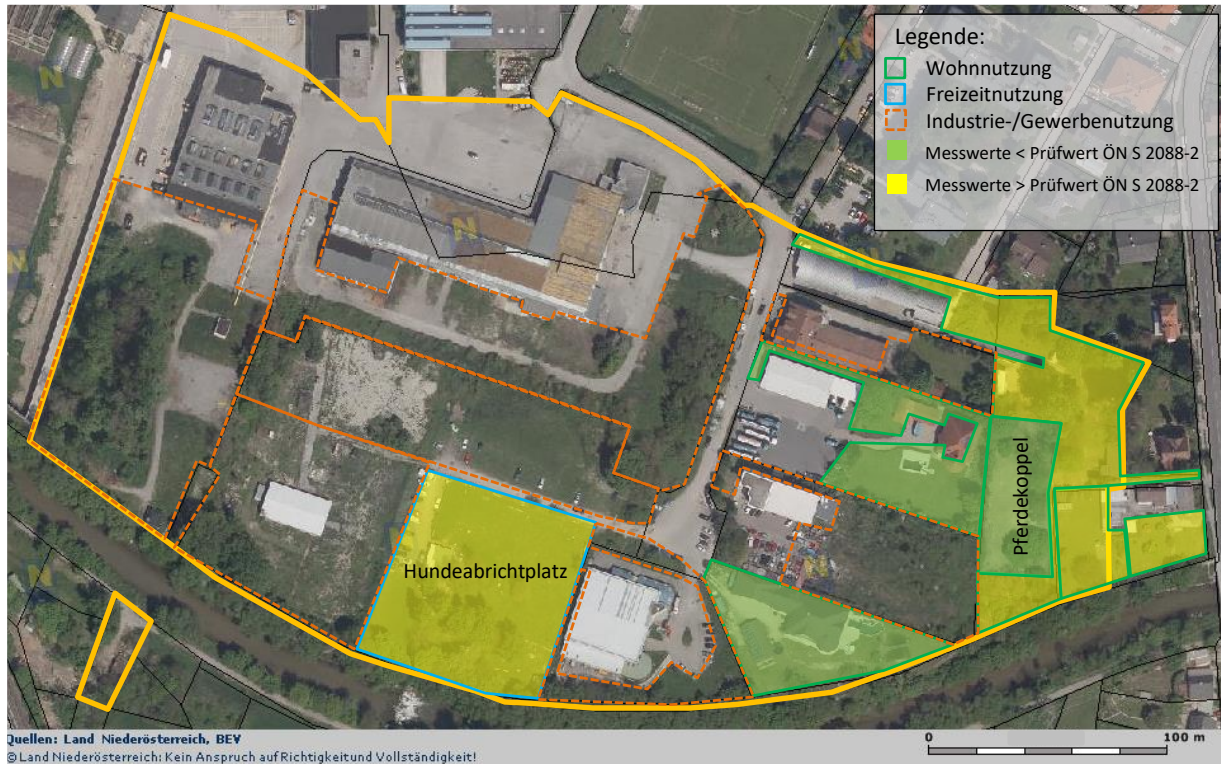 Legende:
Wohnnutzung
Freizeitnutzung
Industrie-/Gewerbenutzung
Messwerte < Prüfwert ÖN S 2088-2
Messwerte > Prüfwert ÖN S 2088-2
Pferdekoppel
Hundeabrichtplatz
Quellen: Land Niederösterreich, BEV
© Land Niederösterreich: Kein Anspruch auf Richtigkeit und Vollständigkeit!
0 100 m